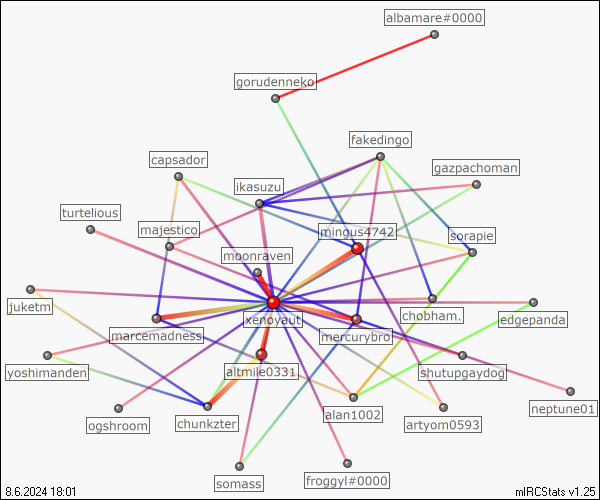 albamare#0000
gorudenneko
fakedingo
capsador
gazpachoman
ikasuzu
turtelious
majestico
mingus4742
sorapie
moonraven
juketm
xenoyaut
chobham.
edgepanda
marcemadness
mercurybro
yoshimanden
altmile0331
shutupgaydog
ogshroom
chunkzter
alan1002
artyom0593
neptune01
somass
froggyl#0000
8.6.2024 18:01
mIRCStats v1.25